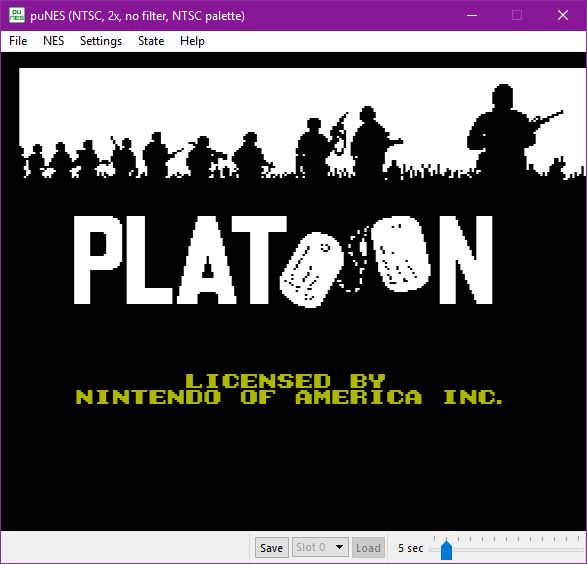 puNES (NTSC, 2x, no filter, NTSC palette)
File NES Settings State Help
PLATOON
LICENSED BY
NINTENDO OF AMERICA INC.
Save Slot 0 Load 5 sec